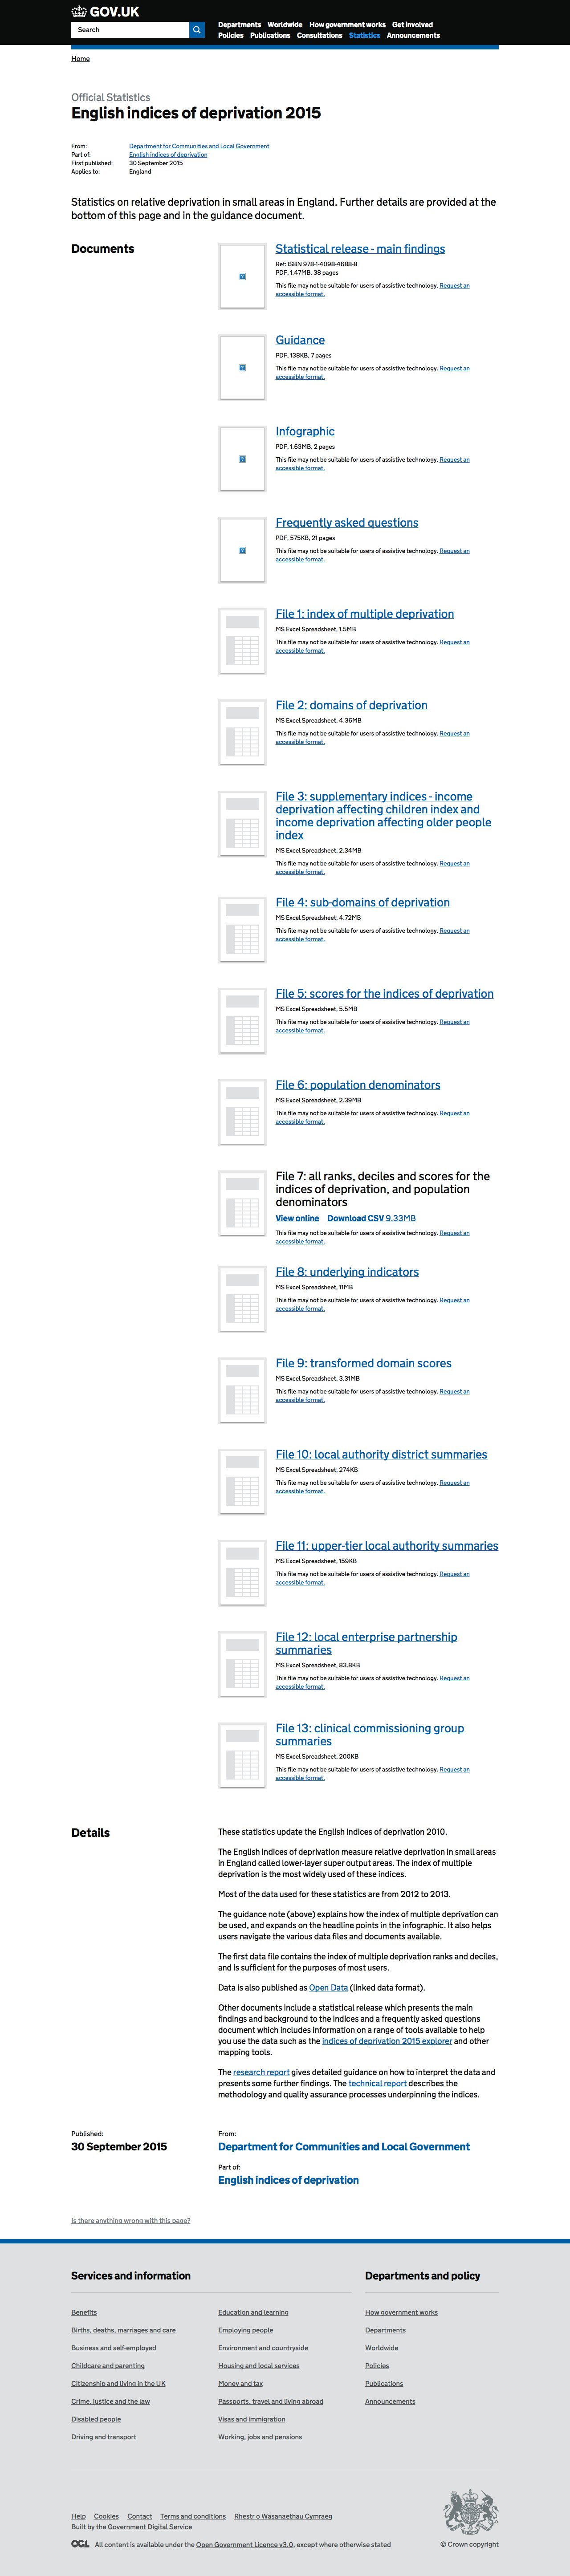 GOV.UK
Search
Departments Worldwide How government works Get involved
Policies Publications Consultations Statistics Announcements
Home
Official Statistics
English indices of deprivation 2015
From: Department for Communities and Local Government
Part of: English indices of deprivation
First published: 30 September 2015
Applies to: England
Statistics on relative deprivation in small areas in England. Further details are provided at the
bottom of this page and in the guidance document.
Documents
Statistical release - main findings
Ref: ISBN 978-1-4098-4688-8
PDF, 1.47MB, 38 pages
This file may not be suitable for users of assistive technology. Request an
accessible format.
Guidance
PDF, 138KB, 7 pages
This file may not be suitable for users of assistive technology. Request an
accessible format.
Infographic
PDF, 1.63MB, 2 pages
This file may not be suitable for users of assistive technology. Request an
accessible format.
Frequently asked questions
PDF, 575KB, 21 pages
This file may not be suitable for users of assistive technology. Request an
accessible format.
File 1: index of multiple deprivation
MS Excel Spreadsheet, 1.5MB
This file may not be suitable for users of assistive technology. Request an
accessible format.
File 2: domains of deprivation
MS Excel Spreadsheet, 4.36MB
This file may not be suitable for users of assistive technology. Request an
accessible format.
File 3: supplementary indices - income
deprivation affecting children index and
income deprivation affecting older people
index
MS Excel Spreadsheet, 2.34MB
This file may not be suitable for users of assistive technology. Request an
accessible format.
File 4: sub-domains of deprivation
MS Excel Spreadsheet, 4.72MB
This file may not be suitable for users of assistive technology. Request an
accessible format.
File 5: scores for the indices of deprivation
MS Excel Spreadsheet, 5.5MB
This file may not be suitable for users of assistive technology. Request an
accessible format.
File 6: population denominators
MS Excel Spreadsheet, 2.39MB
This file may not be suitable for users of assistive technology. Request an
accessible format.
File 7: all ranks, deciles and scores for the
indices of deprivation, and population
denominators
View online Download CSV 9.33MB
This file may not be suitable for users of assistive technology. Request an
accessible format.
File 8: underlying indicators
MS Excel Spreadsheet, 11MB
This file may not be suitable for users of assistive technology. Request an
accessible format.
File 9: transformed domain scores
MS Excel Spreadsheet, 3.31MB
This file may not be suitable for users of assistive technology. Request an
accessible format.
File 10: local authority district summaries
MS Excel Spreadsheet, 274KB
This file may not be suitable for users of assistive technology. Request an
accessible format.
File 11: upper-tier local authority summaries
MS Excel Spreadsheet, 159KB
This file may not be suitable for users of assistive technology. Request an
accessible format.
File 12: local enterprise partnership
summaries
MS Excel Spreadsheet, 83.8KB
This file may not be suitable for users of assistive technology. Request an
accessible format.
File 13: clinical commissioning group
summaries
MS Excel Spreadsheet, 200KB
This file may not be suitable for users of assistive technology. Request an
accessible format.
Details
These statistics update the English indices of deprivation 2010.
The English indices of deprivation measure relative deprivation in small areas
in England called lower-layer super output areas. The index of multiple
deprivation is the most widely used of these indices.
Most of the data used for these statistics are from 2012 to 2013.
The guidance note (above) explains how the index of multiple deprivation can
be used, and expands on the headline points in the infographic. It also helps
users navigate the various data files and documents available.
The first data file contains the index of multiple deprivation ranks and deciles,
and is sufficient for the purposes of most users.
Data is also published as Open Data (linked data format).
Other documents include a statistical release which presents the main
findings and background to the indices and a frequently asked questions
document which includes information on a range of tools available to help
you use the data such as the indices of deprivation 2015 explorer and other
mapping tools.
The research report gives detailed guidance on how to interpret the data and
presents some further findings. The technical report describes the
methodology and quality assurance processes underpinning the indices.
Published:
30 September 2015
From:
Department for Communities and Local Government
Part of:
English indices of deprivation
Is there anything wrong with this page?
Services and information
Benefits
Births, deaths, marriages and care
Business and self-employed
Childcare and parenting
Citizenship and living in the UK
Crime, justice and the law
Disabled people
Driving and transport
Education and learning
Employing people
Environment and countryside
Housing and local services
Money and tax
Passports, travel and living abroad
Visas and immigration
Working, jobs and pensions
Departments and policy
How government works
Departments
Worldwide
Policies
Publications
Announcements
Help Cookies Contact Terms and conditions Rhestr o Wasanaethau Cymraeg
Built by the Government Digital Service
OGL All content is available under the Open Government Licence v3.0, except where otherwise stated
© Crown copyright